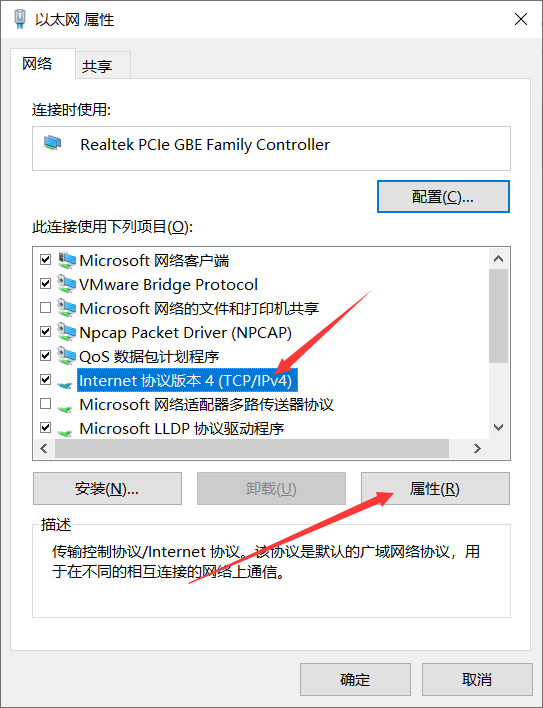 以太网 属性
网络
共享
连接时使用:
Realtek PCIe GBE Family Controller
配置(C)...
此连接使用下列项目(O):
Microsoft 网络客户端
VMware Bridge Protocol
Microsoft 网络的文件和打印机共享
Npcap Packet Driver (NPCAP)
QoS 数据包计划程序
Internet 协议版本 4 (TCP/IPv4)
Microsoft 网络适配器多路传送器协议
Microsoft LLDP 协议驱动程序
安装(N)...
卸载(U)
属性(R)
描述
传输控制协议/Internet 协议。该协议是默认的广域网络协议，用
于在不同的相互连接的网络上通信。
确定
取消